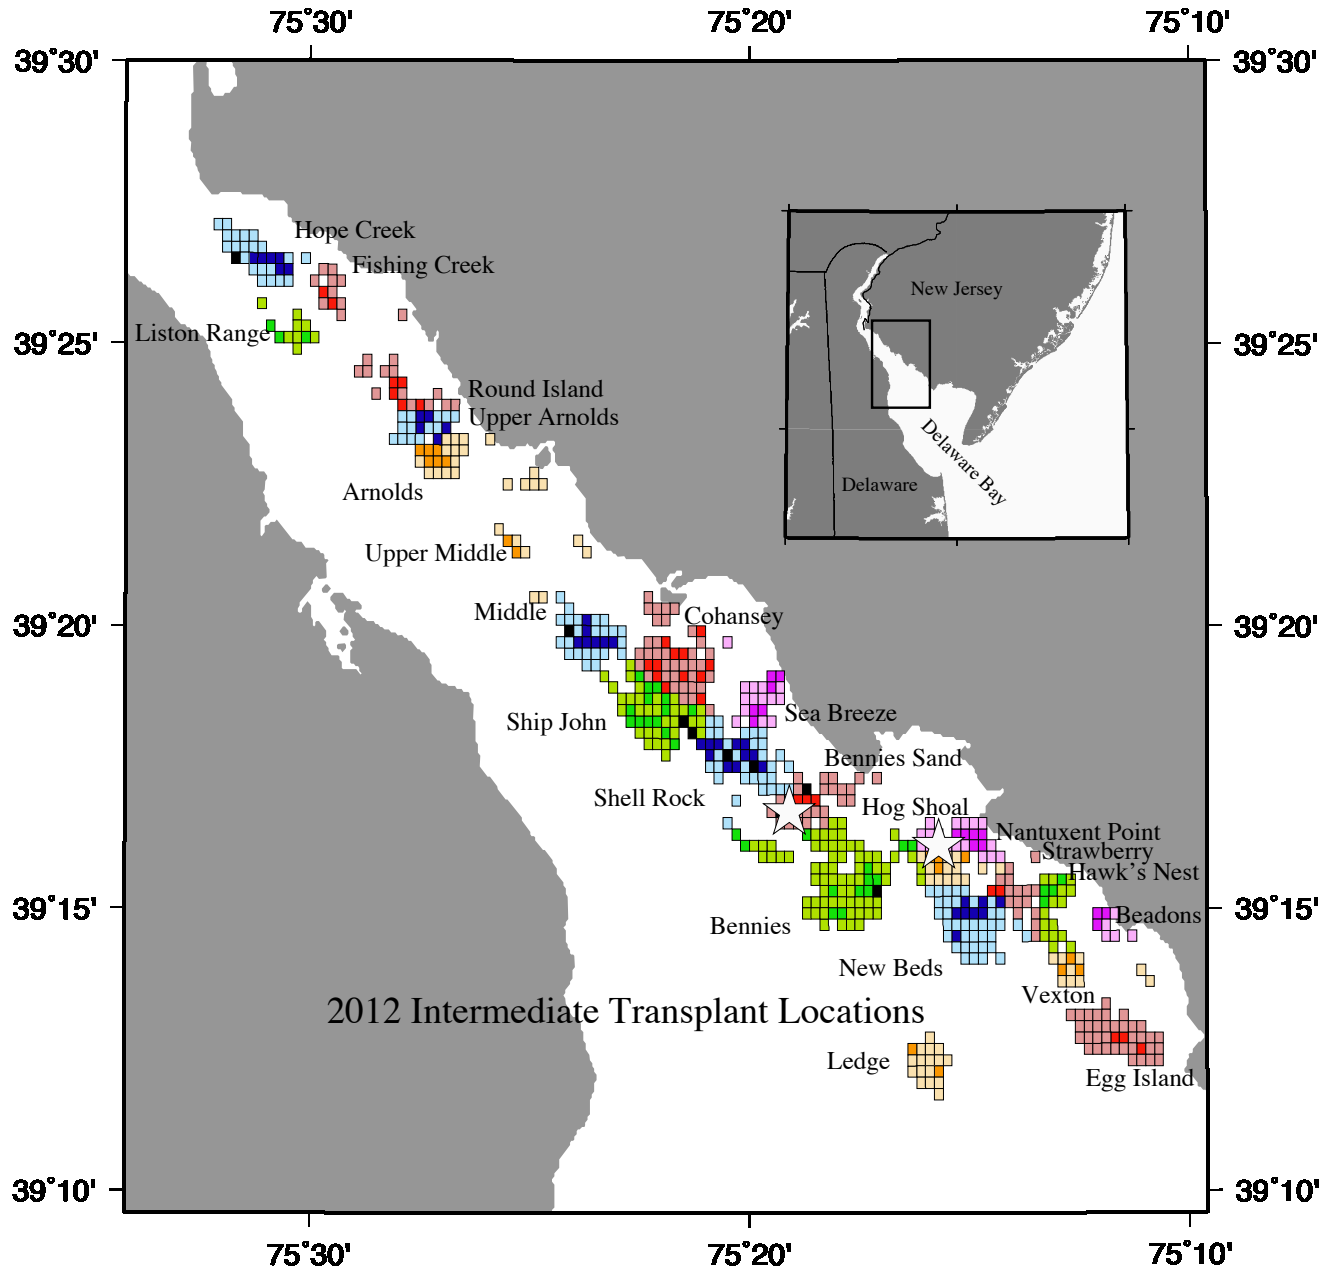 75˚30'
75˚20'
75˚10'
39˚30'
39˚30'
New Jersey
Hope Creek
Fishing Creek
Liston Range
39˚25'
39˚25'
Round Island
Upper Arnolds
Delaware Bay
Delaware
Arnolds
Upper Middle
Middle
Cohansey
39˚20'
39˚20'
Sea Breeze
Ship John
Bennies Sand
Shell Rock
Hog Shoal
Nantuxent Point
Strawberry
Hawk's Nest
39˚15'
39˚15'
Beadons
Bennies
New Beds
Vexton
2012 Intermediate Transplant Locations
Ledge
Egg Island
39˚10'
39˚10'
75˚30'
75˚20'
75˚10'